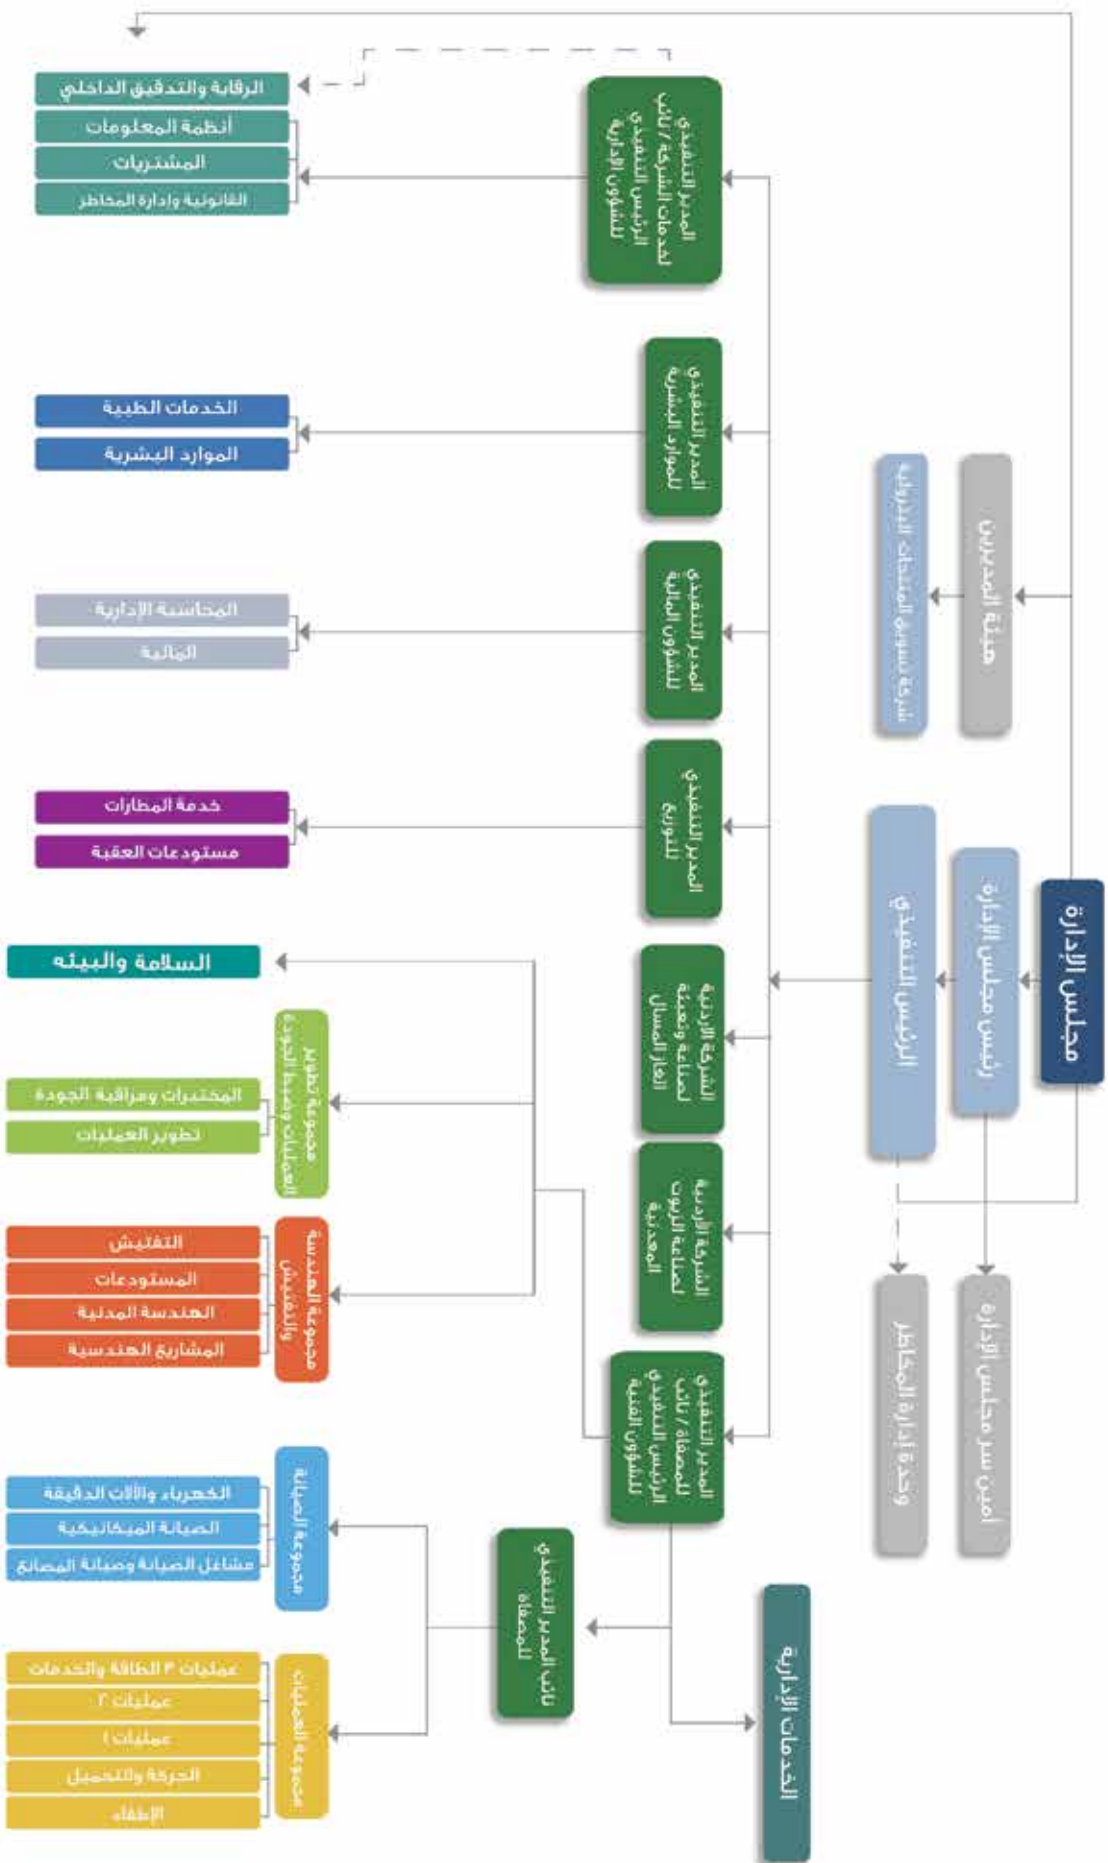 مجلس الإدارة
رئيس مجلس الإدارة
الرئيس التنفيذي
هيئة المديرين
شركة تسويق المنتجات البترولية
أمين سر مجلس الإدارة
وحدة إدارة المخاطر
المدير التنفيذي
لخدمات الشركة / نائب
الرئيس التنفيذي
للشؤون الإدارية
الرقابة والتدقيق الداخلي
أنظمة المعلومات
المشتريات
القانونية وإدارة المخاطر
المدير التنفيذي
للموارد البشرية
الخدمات الطبية
الموارد البشرية
المدير التنفيذي
للشؤون المالية
المحاسبة الإدارية
المالية
المدير التنفيذي
للتوزيع
خدمة المطارات
مستودعات العقبة
الشركة الاردنية
لصناعة وتعبئة
الغاز المسال
الشركة الأردنية
لصناعة الزيوت
المعدنية
المدير التنفيذي
للمصفاة / نائب
الرئيس التنفيذي
للشؤون الفنية
الخدمات الإدارية
نائب المدير التنفيذي
للمصفاة
السلامة والبيئه
مجموعة تطوير
العمليات وضبط الجودة
المختبرات ومراقبة الجودة
تطوير العمليات
مجموعة الهندسة
والتفتيش
التفتيش
المستودعات
الهندسة المدنية
المشاريع الهندسية
مجموعة الصيانة
الكهرباء والآلات الدقيقة
الصيانة الميكانيكية
مشاغل الصيانة وصيانة المصانع
مجموعة العمليات
عمليات ٣ الطاقة والخدمات
عمليات ٢
عمليات ١
الحركة والتحميل
الإطفاء